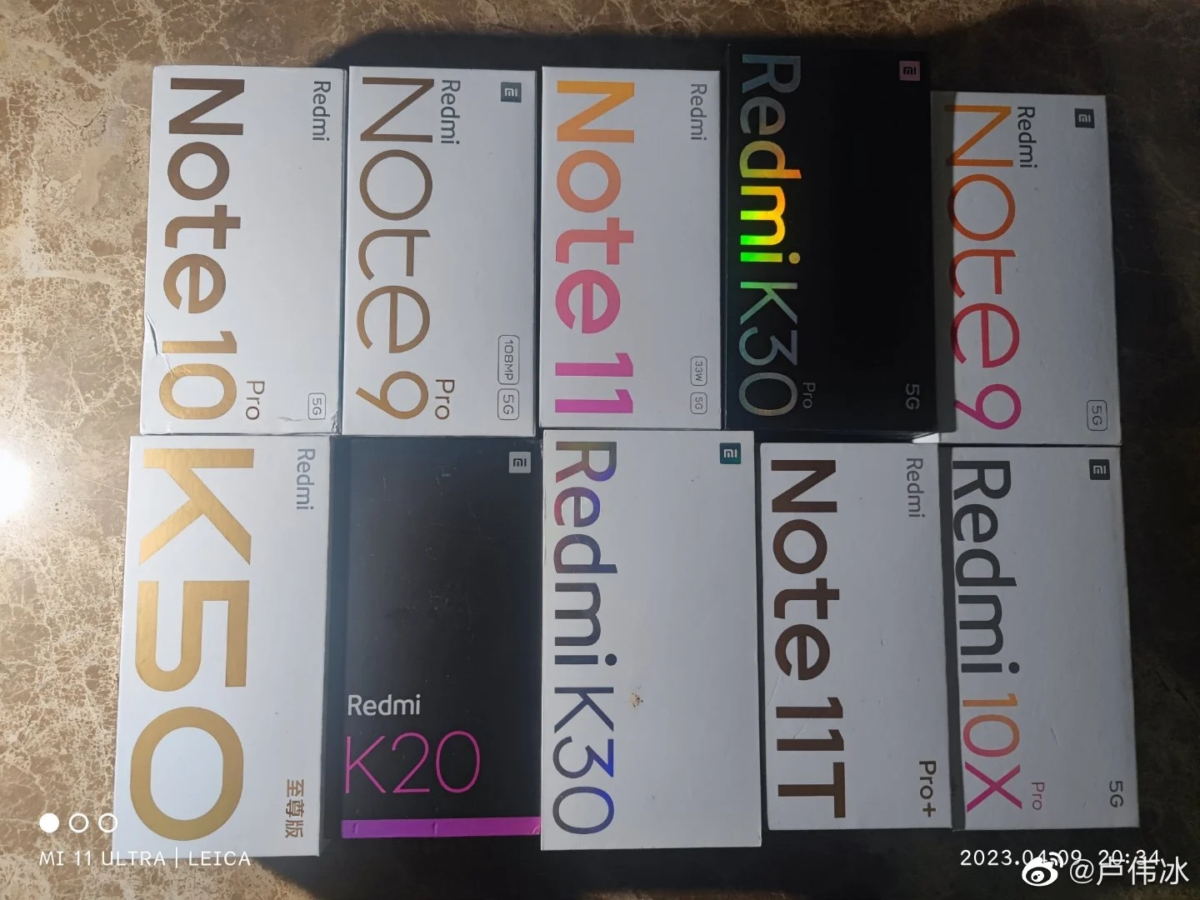 Redmi
Note 10
Pro
5G
Redmi
Note 9
Pro
108MP
5G
Redmi
Note 11
33W
5G
Redmi K30
Pro
5G
Redmi
Note 9
5G
Redmi
K50
至尊版
Redmi
K20
Redmi K30
Redmi
Note 11T
Pro+
Redmi 10X
Pro
5G
MI 11 ULTRA | LEICA
2023.04.09 20:34
@卢伟冰